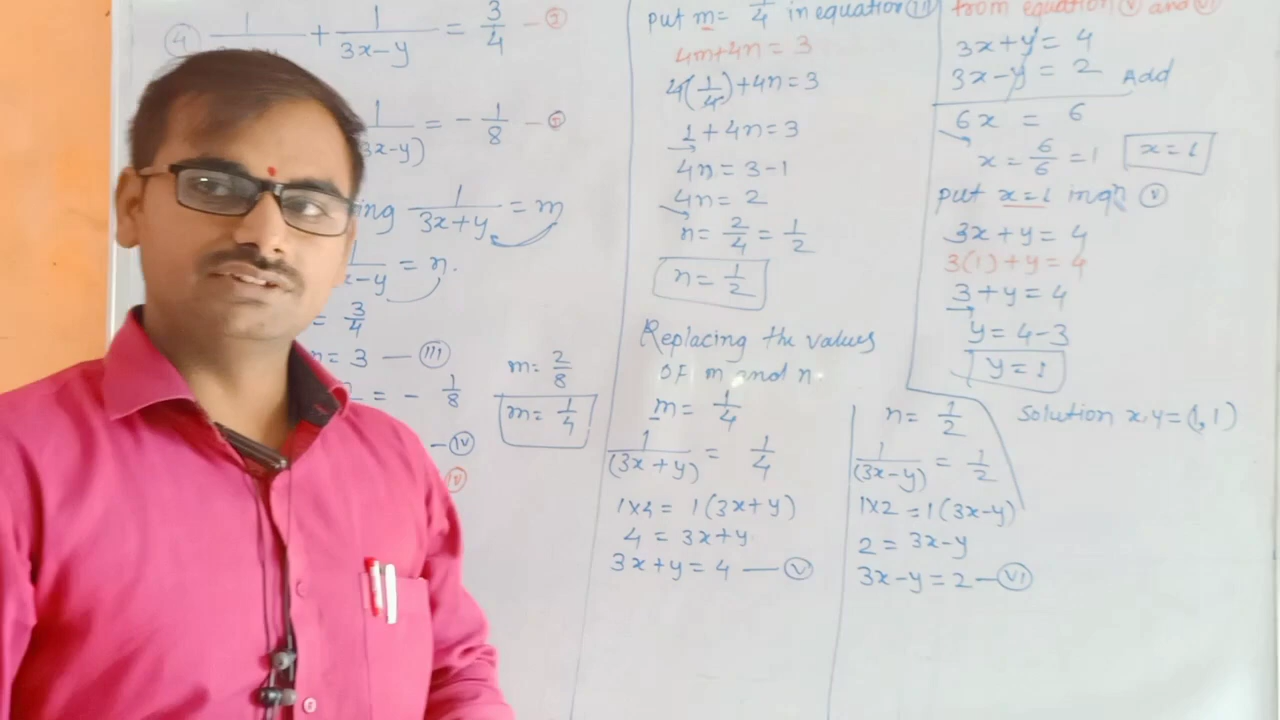 ④ 1 + 1/(3x-y) = 3/4 — I
1/(3x-y) = -1/8 — II
ing 1/(3x+y) = m
1/(x-y) = n.
= 3/4
n = 3 — III
= - 1/8
— IV
IV
m = 2/8
m = 1/4
put m = 1/4 in equation III
4m+4n = 3
4(1/4)+4n = 3
1 + 4n = 3
4n = 3-1
4n = 2
n = 2/4 = 1/2
n = 1/2
Replacing the values
of m and n.
m = 1/4
1/(3x+y) = 1/4
1×4 = 1(3x+y)
4 = 3x+y
3x+y = 4 — V
n = 1/2
1/(3x-y) = 1/2
1×2 = 1(3x-y)
2 = 3x-y
3x-y = 2 — VI
from equation V and VI
3x+y = 4
3x-y = 2 Add
6x = 6
x = 6/6 = 1
x = 1
put x=1 in V
3x+y = 4
3(1)+y = 4
3+y = 4
y = 4-3
y = 1
Solution x,y = (1,1)